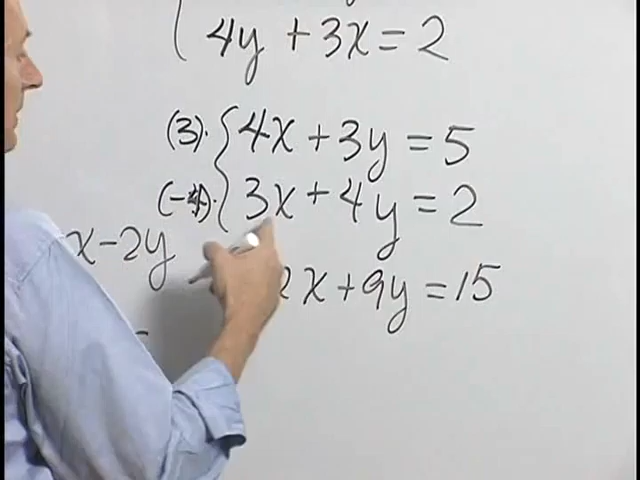 4y + 3x = 2
(3)· { 4x + 3y = 5
(-4)· { 3x + 4y = 2
x - 2y
2x + 9y = 15